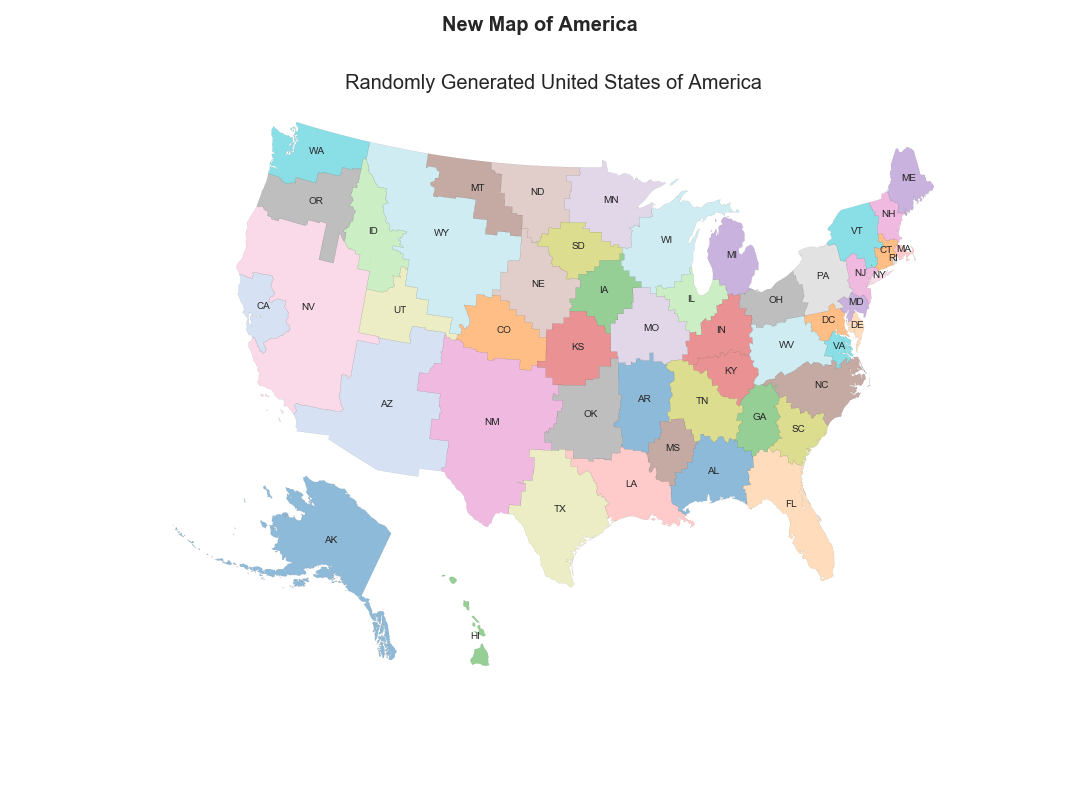 New Map of America
Randomly Generated United States of America
WA
MT
ND
MN
ME
OR
ID
WY
SD
WI
MI
VT
NH
CT
MA
RI
CA
NV
UT
NE
IA
IL
OH
PA
NJ
NY
MD
CO
KS
MO
IN
WV
DC
DE
VA
AZ
NM
OK
AR
TN
KY
GA
NC
SC
TX
LA
MS
AL
FL
AK
HI